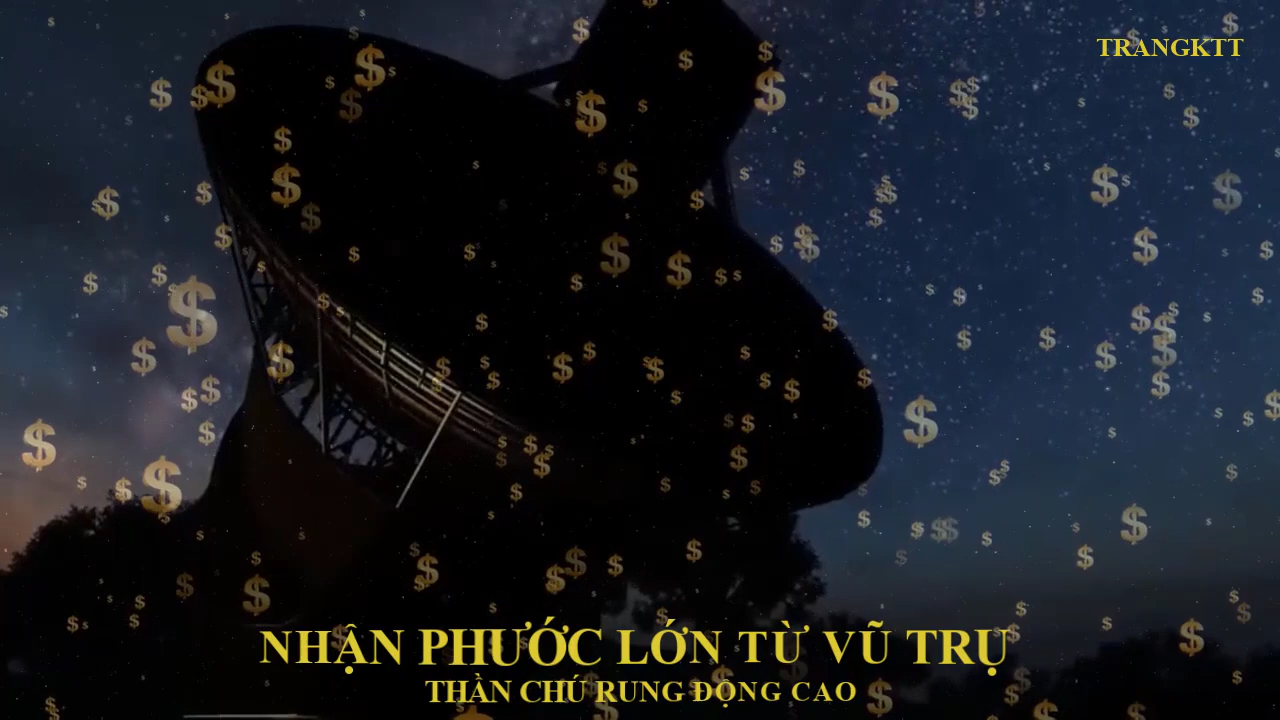 TRANGKTT
NHẬN PHƯỚC LỚN TỪ VŨ TRỤ
THẦN CHÚ RUNG ĐỘNG CAO